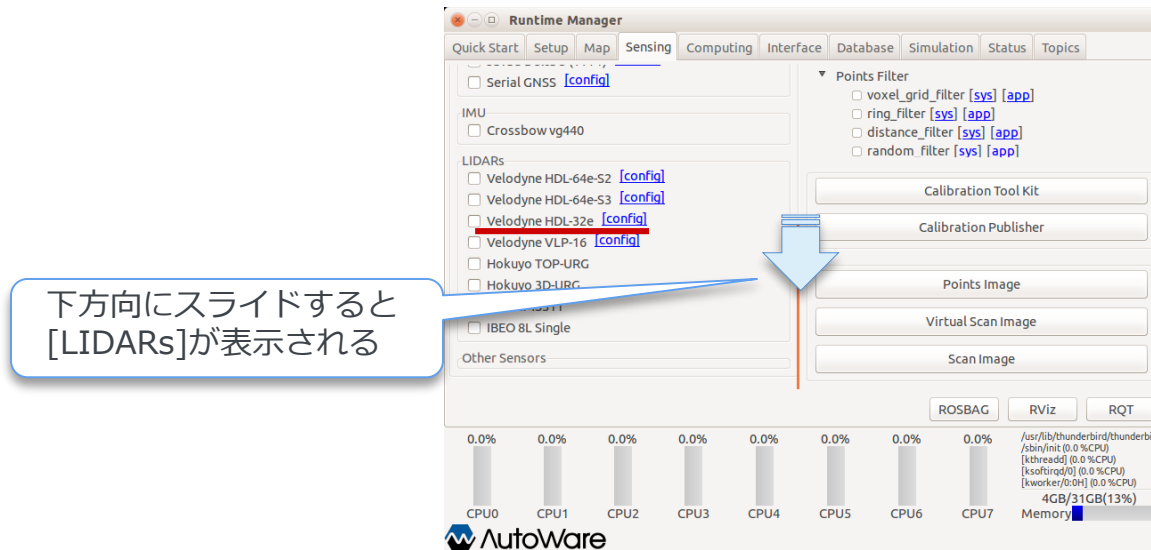 Runtime Manager
Quick Start Setup Map Sensing Computing Interface Database Simulation Status Topics
Serial GNSS [config]
IMU
Crossbow vg440
LIDARs
Velodyne HDL-64e-S2 [config]
Velodyne HDL-64e-S3 [config]
Velodyne HDL-32e [config]
Velodyne VLP-16 [config]
Hokuyo TOP-URG
Hokuyo 3D-URG
IBEO 8L Single
Other Sensors
Points Filter
voxel_grid_filter [sys] [app]
ring_filter [sys] [app]
distance_filter [sys] [app]
random_filter [sys] [app]
Calibration Tool Kit
Calibration Publisher
Points Image
Virtual Scan Image
Scan Image
下方向にスライドすると
[LIDARs]が表示される
ROSBAG RViz RQT
0.0% 0.0% 0.0% 0.0% 0.0% 0.0% 0.0% 0.0%
CPU0 CPU1 CPU2 CPU3 CPU4 CPU5 CPU6 CPU7
/usr/lib/thunderbird/thunderbi
/sbin/init (0.0 %CPU)
[kthreadd] (0.0 %CPU)
[ksoftirqd/0] (0.0 %CPU)
[kworker/0:0H] (0.0 %CPU)
4GB/31GB(13%)
Memory
AutoWare